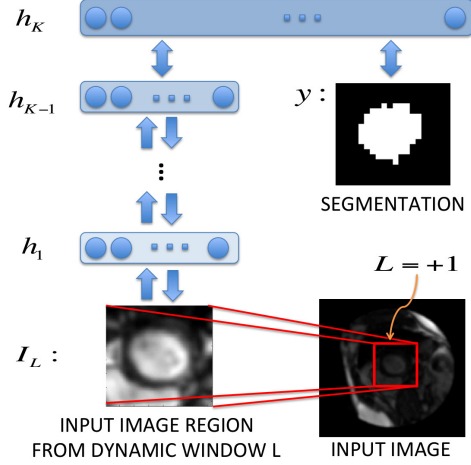 h_K
h_{K-1}
y :
SEGMENTATION
h_1
L = +1
I_L :
INPUT IMAGE REGION
FROM DYNAMIC WINDOW L
INPUT IMAGE